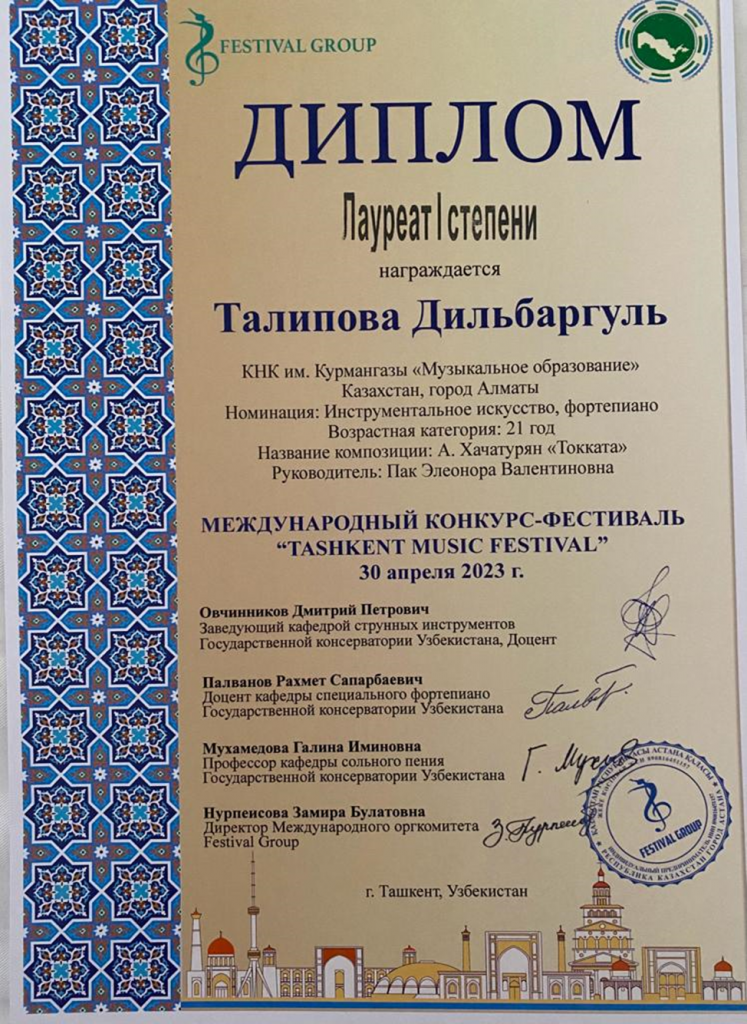 FESTIVAL GROUP
ДИПЛОМ
Лауреат I степени
награждается
Талипова Дильбаргуль
КНК им. Курмангазы «Музыкальное образование»
Казахстан, город Алматы
Номинация: Инструментальное искусство, фортепиано
Возрастная категория: 21 год
Название композиции: А. Хачатурян «Токката»
Руководитель: Пак Элеонора Валентиновна
МЕЖДУНАРОДНЫЙ КОНКУРС-ФЕСТИВАЛЬ
“TASHKENT MUSIC FESTIVAL”
30 апреля 2023 г.
Овчинников Дмитрий Петрович
Заведующий кафедрой струнных инструментов
Государственной консерватории Узбекистана, Доцент
Палванов Рахмет Сапарбаевич
Доцент кафедры специального фортепиано
Государственной консерватории Узбекистана
Мухамедова Галина Иминовна
Профессор кафедры сольного пения
Государственной консерватории Узбекистана
Г.
Нурпеисова Замира Булатовна
Директор Международного оргкомитета
Festival Group
FESTIVAL GROUP
РЕСПУБЛИКА КАЗАХСТАН ГОРОД АСТАНА
г. Ташкент, Узбекистан